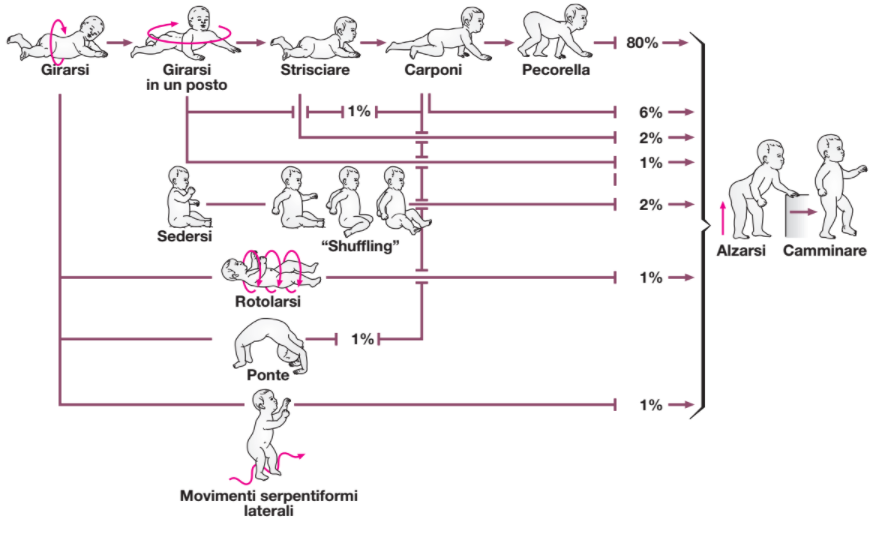 Girarsi
Girarsi
in un posto
Strisciare
Carponi
Pecorella
80%
1%
6%
2%
1%
Sedersi
“Shuffling”
2%
Alzarsi
Camminare
Rotolarsi
1%
Ponte
1%
1%
Movimenti serpentiformi
laterali